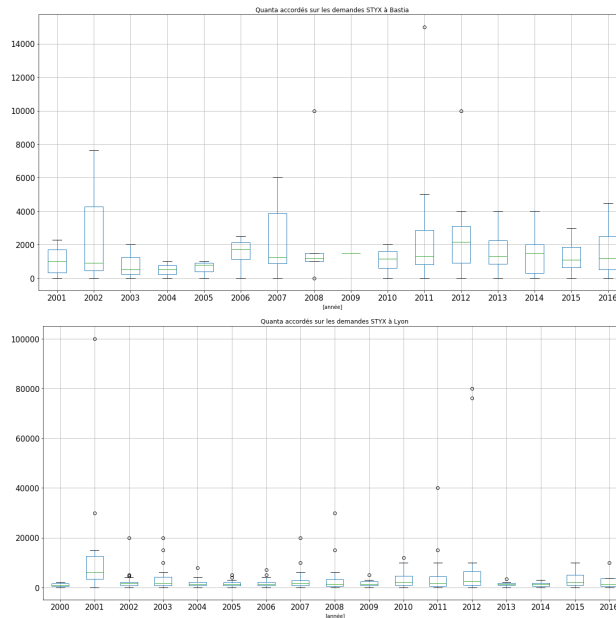 Quanta accordés sur les demandes STYX à Bastia
14000
12000
10000
8000
6000
4000
2000
0
2001 2002 2003 2004 2005 2006 2007 2008 2009 2010 2011 2012 2013 2014 2015 2016
[année]
Quanta accordés sur les demandes STYX à Lyon
100000
80000
60000
40000
20000
0
2000 2001 2002 2003 2004 2005 2006 2007 2008 2009 2010 2011 2012 2013 2014 2015 2016
[année]